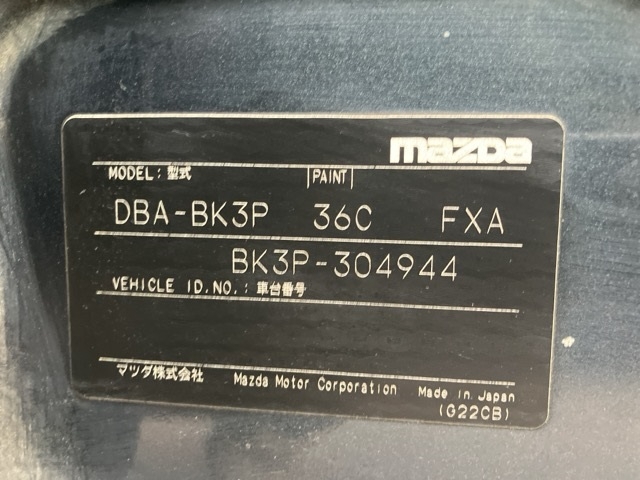 mazda
MODEL: 型式 PAINT
DBA-BK3P 36C FXA
BK3P-304944
VEHICLE ID.NO.: 車台番号
マツダ株式会社 Mazda Motor Corporation Made in Japan
(G22CB)